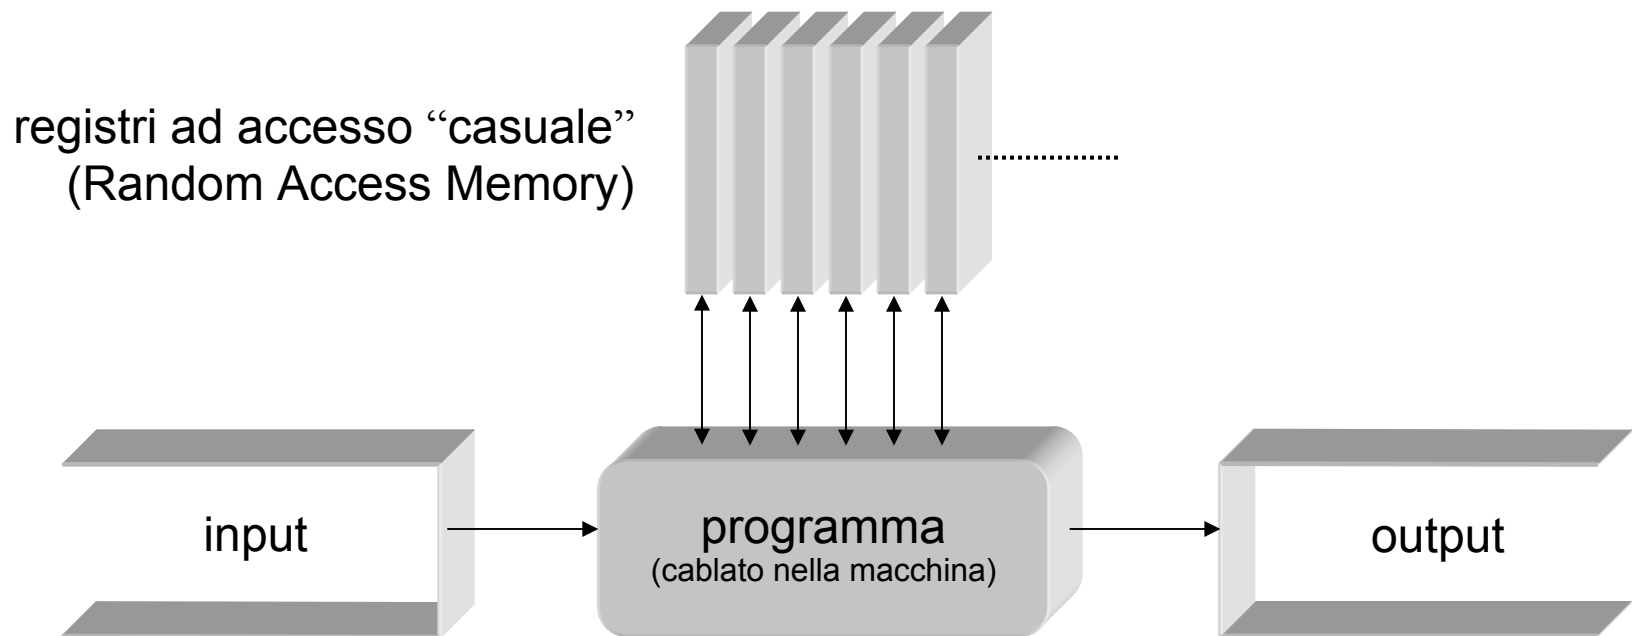 registri ad accesso “casuale”
(Random Access Memory)
input
programma
(cablato nella macchina)
output